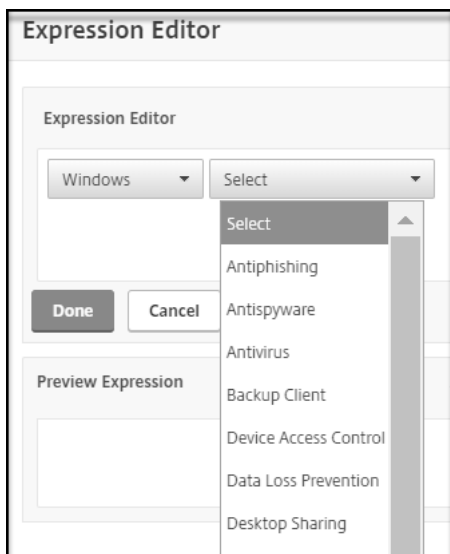 Expression Editor
Expression Editor
Windows Select
Select
Antiphishing
Done Cancel Antispyware
Antivirus
Preview Expression Backup Client
Device Access Control
Data Loss Prevention
Desktop Sharing